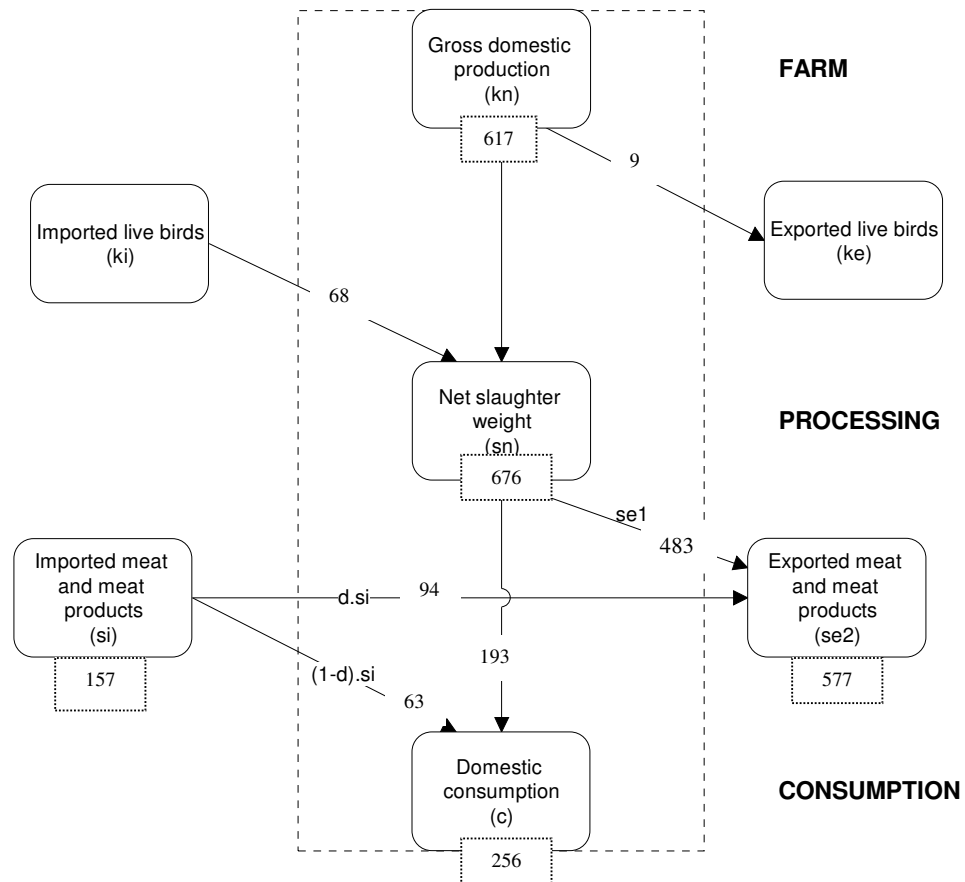 Gross domestic
production
(kn)
617
FARM
9
Imported live birds
(ki)
Exported live birds
(ke)
68
Net slaughter
weight
(sn)
676
PROCESSING
se1
483
Imported meat
and meat
products
(si)
157
d.si
94
Exported meat
and meat
products
(se2)
577
193
(1-d).si
63
Domestic
consumption
(c)
256
CONSUMPTION